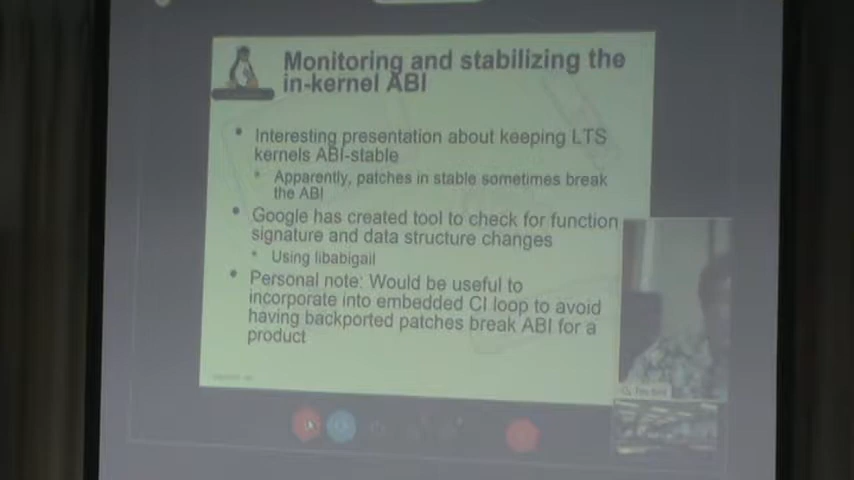 Monitoring and stabilizing the
in-kernel ABI
Interesting presentation about keeping LTS
kernels ABI-stable
Apparently, patches in stable sometimes break
the ABI
Google has created tool to check for function
signature and data structure changes
Using libabigail
Personal note: Would be useful to
incorporate into embedded CI loop to avoid
having backported patches break ABI for a
product